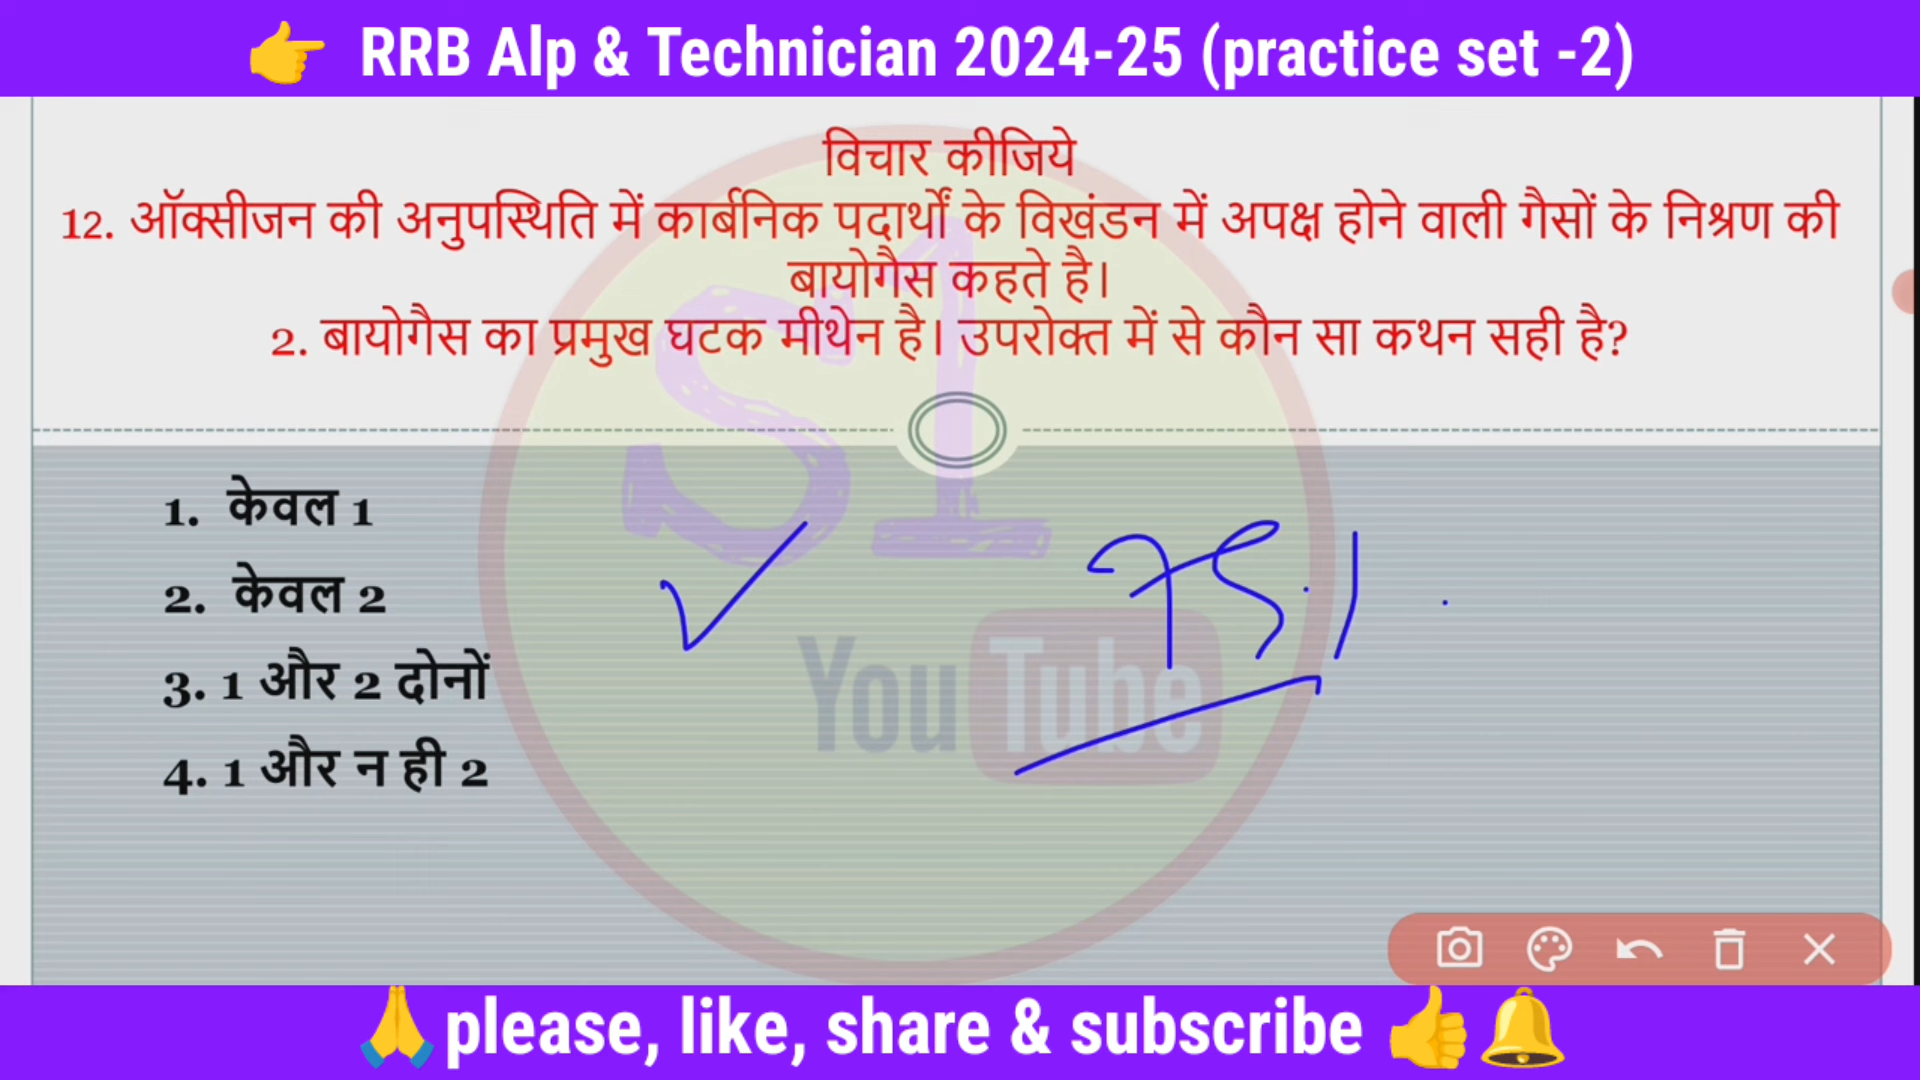 👉 RRB Alp & Technician 2024-25 (practice set -2)
विचार कीजिये
12. ऑक्सीजन की अनुपस्थिति में कार्बनिक पदार्थों के विखंडन में अपक्ष होने वाली गैसों के निश्रण की
बायोगैस कहते है।
2. बायोगैस का प्रमुख घटक मीथेन है। उपरोक्त में से कौन सा कथन सही है?
S1
1. केवल 1
2. केवल 2
3. 1 और 2 दोनों
4. 1 और न ही 2
YouTube
🙏please, like, share & subscribe 👍🔔